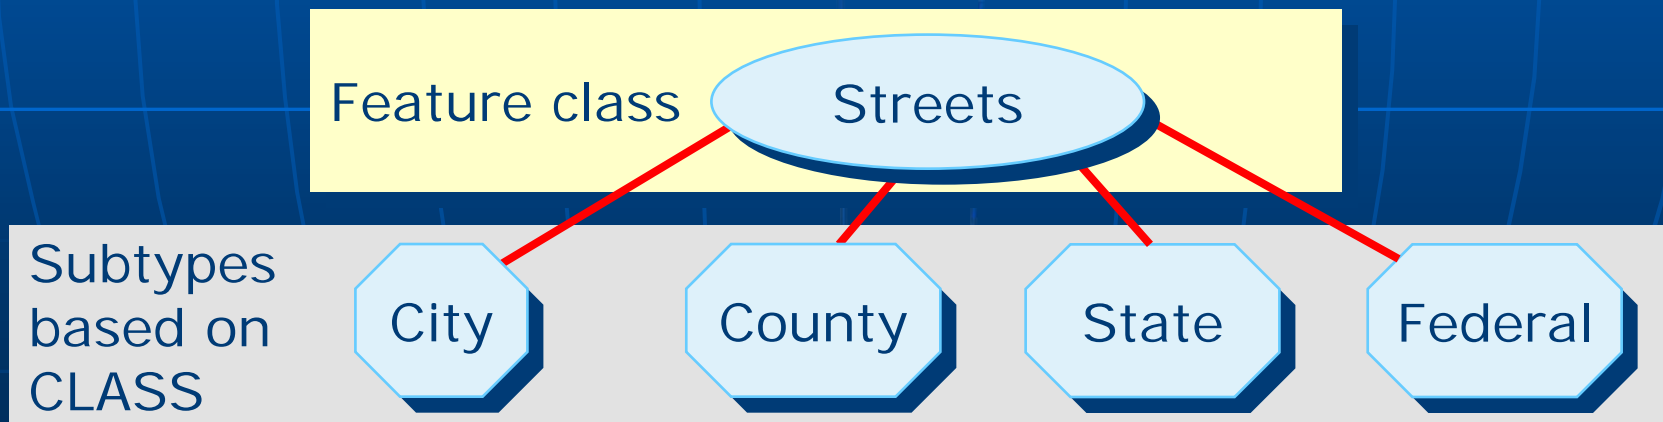 Feature class
Streets
Subtypes
based on
CLASS
City
County
State
Federal